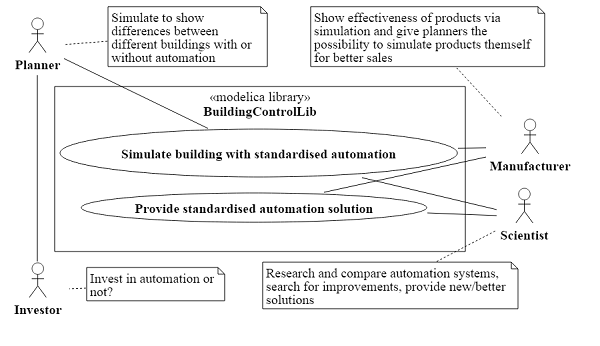 Simulate to show
differences between
different buildings with or
without automation
Show effectiveness of products via
simulation and give planners the
possibility to simulate products themself
for better sales
Planner
«modelica library»
BuildingControlLib
Simulate building with standardised automation
Manufacturer
Provide standardised automation solution
Scientist
Invest in automation or
not?
Investor
Research and compare automation systems,
search for improvements, provide new/better
solutions